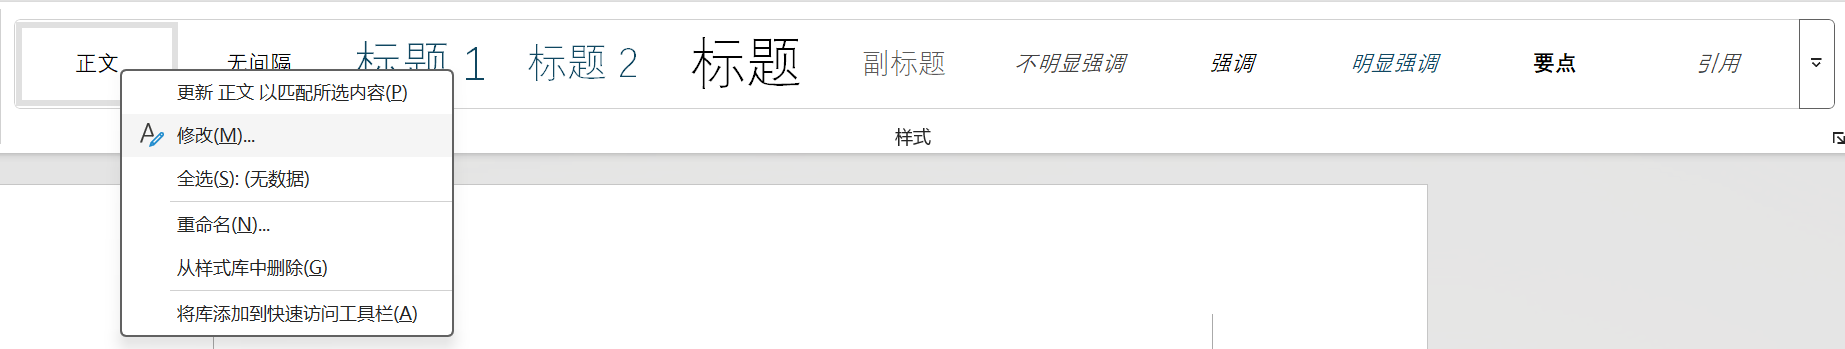 正文 无间隔 标题 1 标题 2 标题 副标题 不明显强调 强调 明显强调 要点 引用
更新 正文 以匹配所选内容(P)
修改(M)...
样式
全选(S): (无数据)
重命名(N)...
从样式库中删除(G)
将库添加到快速访问工具栏(A)